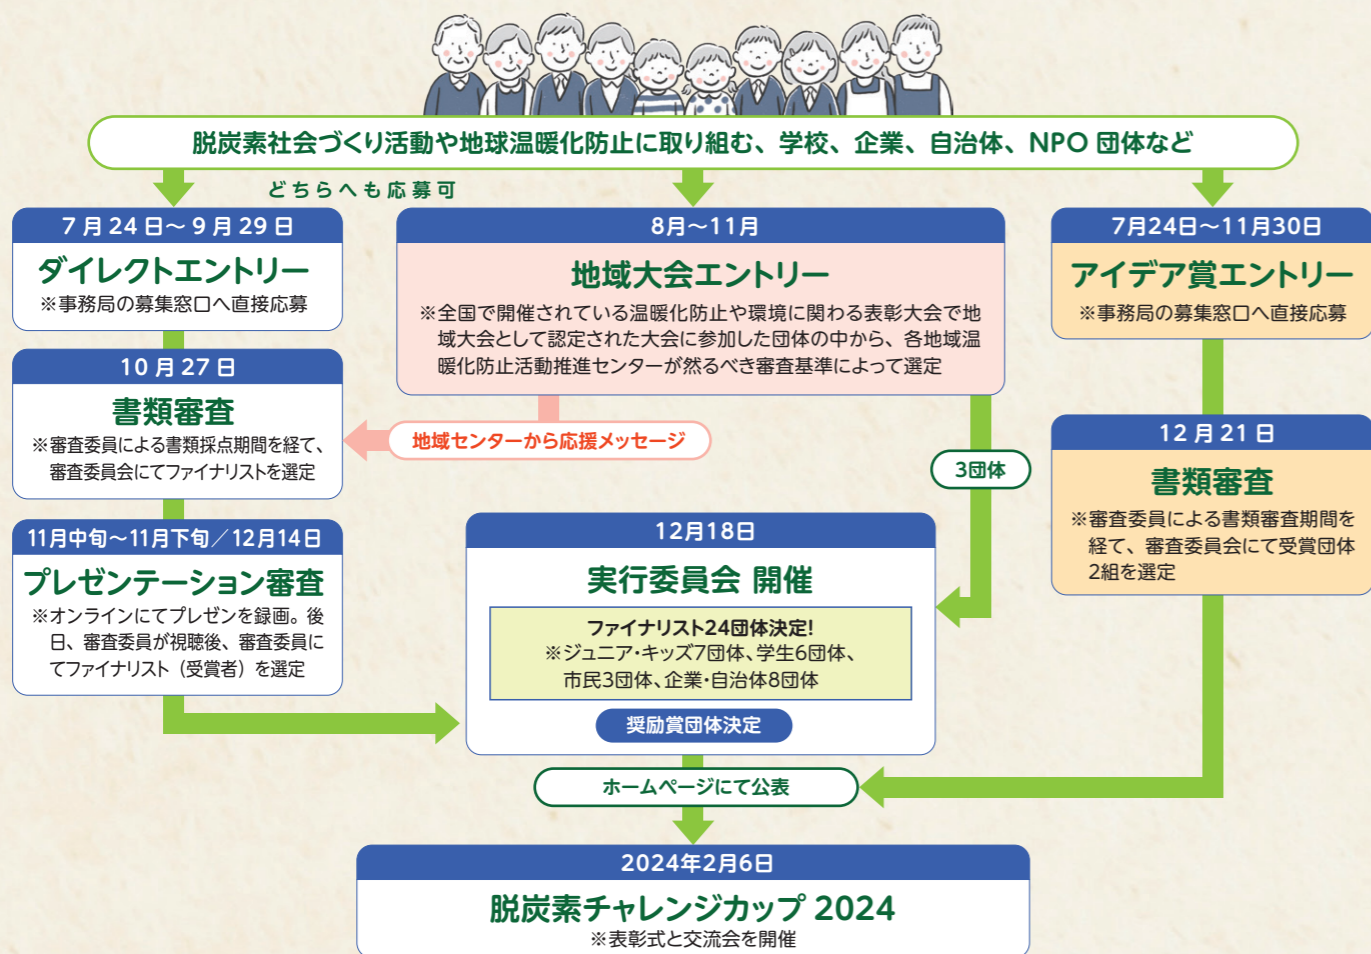 脱炭素社会づくり活動や地球温暖化防止に取り組む、学校、企業、自治体、NPO 団体など
どちらへも応募可
7月24日〜9月29日
ダイレクトエントリー
※事務局の募集窓口へ直接応募
10月27日
書類審査
※審査委員による書類採点期間を経て、
審査委員会にてファイナリストを選定
11月中旬〜11月下旬／12月14日
プレゼンテーション審査
※オンラインにてプレゼンを録画。後
日、審査委員が視聴後、審査委員に
てファイナリスト（受賞者）を選定
8月〜11月
地域大会エントリー
※全国で開催されている温暖化防止や環境に関わる表彰大会で地
域大会として認定された大会に参加した団体の中から、各地域温
暖化防止活動推進センターが然るべき審査基準によって選定
地域センターから応援メッセージ
3団体
7月24日〜11月30日
アイデア賞エントリー
※事務局の募集窓口へ直接応募
12月21日
書類審査
※審査委員による書類審査期間を
経て、審査委員会にて受賞団体
2組を選定
12月18日
実行委員会 開催
ファイナリスト24団体決定!
※ジュニア・キッズ7団体、学生6団体、
市民3団体、企業・自治体8団体
奨励賞団体決定
ホームページにて公表
2024年2月6日
脱炭素チャレンジカップ 2024
※表彰式と交流会を開催